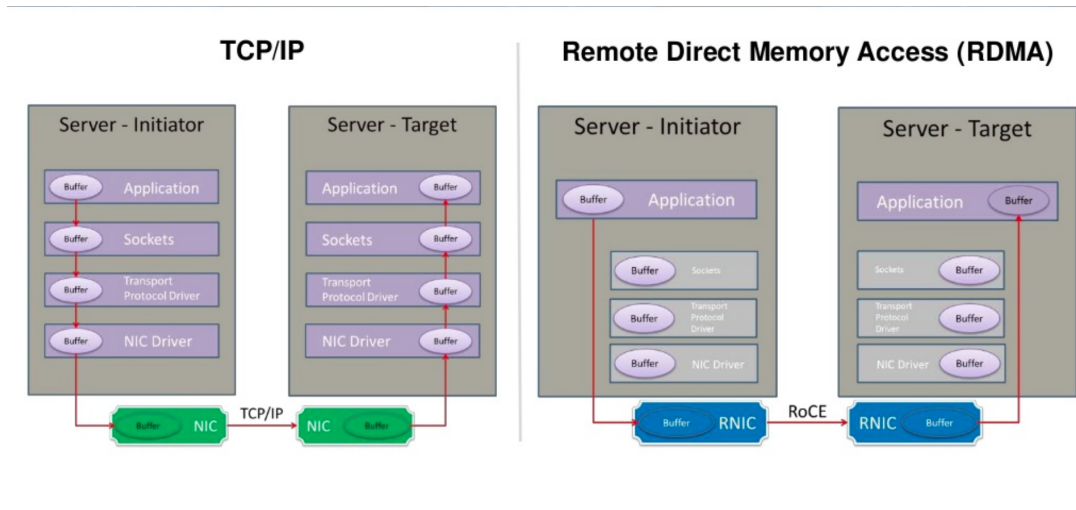 TCP/IP
Server - Initiator
Buffer Application
Buffer Sockets
Buffer Transport
Protocol Driver
Buffer NIC Driver
Buffer NIC
TCP/IP
Server - Target
Application Buffer
Sockets Buffer
Transport
Protocol Driver Buffer
NIC Driver Buffer
NIC Buffer
Remote Direct Memory Access (RDMA)
Server - Initiator
Buffer Application
Buffer Sockets
Buffer Transport
Protocol
Driver
Buffer NIC Driver
Buffer RNIC
RoCE
Server - Target
Application Buffer
Sockets Buffer
Transport
Protocol
Driver Buffer
NIC Driver Buffer
RNIC Buffer